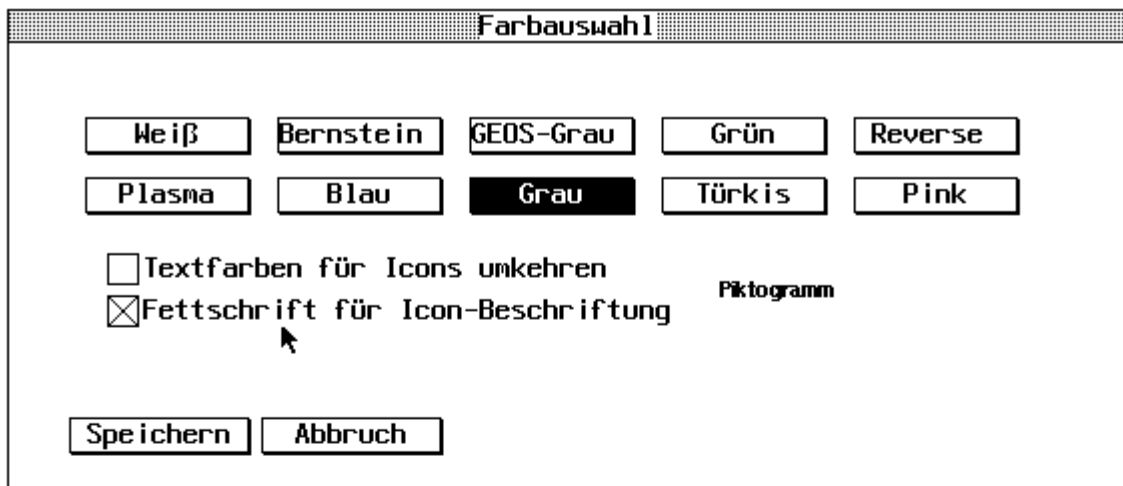 Farbauswahl
Weiß Bernstein GEOS-Grau Grün Reverse
Plasma Blau Grau Türkis Pink
Textfarben für Icons umkehren
Piktogramm
Fettschrift für Icon-Beschriftung
Speichern Abbruch